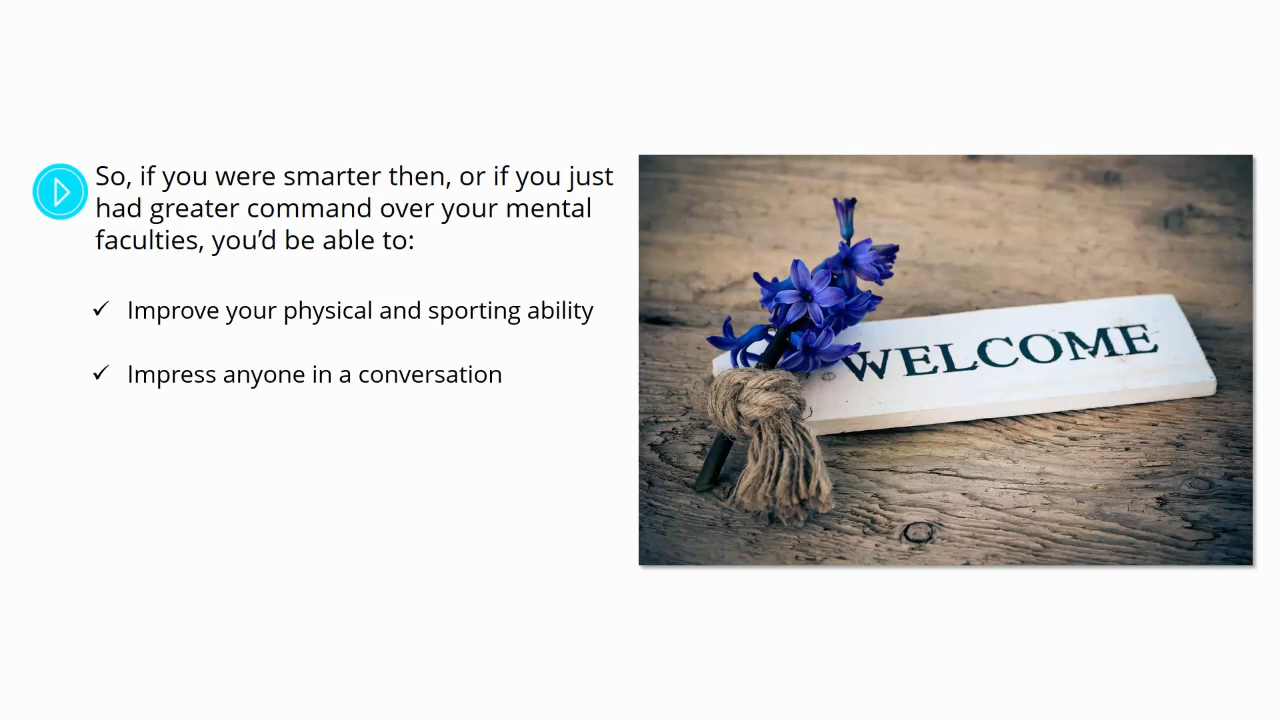 So, if you were smarter then, or if you just
had greater command over your mental
faculties, you’d be able to:
✓ Improve your physical and sporting ability
✓ Impress anyone in a conversation
WELCOME